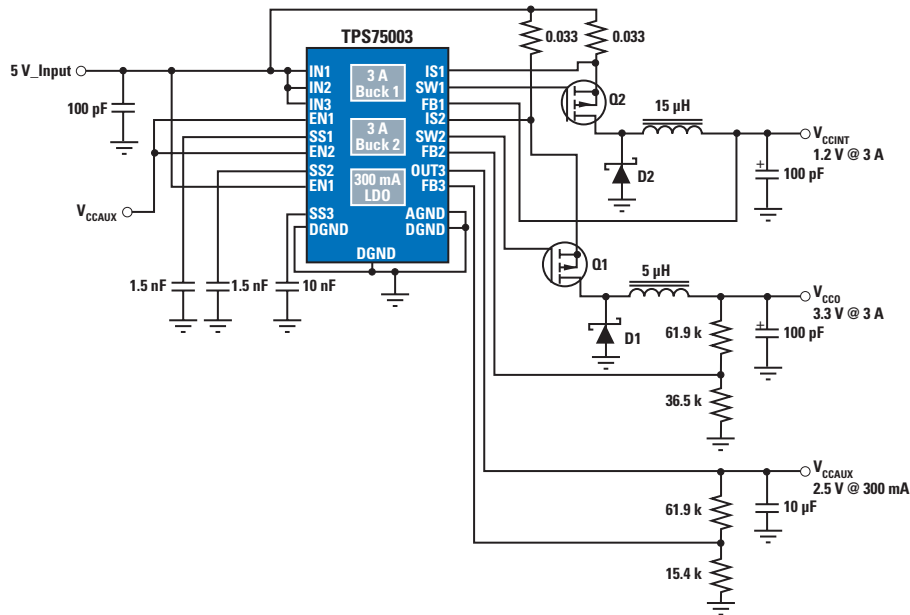 TPS75003
0.033
0.033
5 V_Input
100 pF
IN1
IN2
IN3
EN1
SS1
EN2
SS2
EN1
SS3
DGND
3 A
Buck 1
3 A
Buck 2
300 mA
LDO
IS1
SW1
FB1
IS2
SW2
FB2
OUT3
FB3
AGND
DGND
DGND
VCCAUX
1.5 nF
1.5 nF
10 nF
Q2
15 µH
D2
VCCINT
1.2 V @ 3 A
+
100 pF
Q1
5 µH
D1
VCCO
3.3 V @ 3 A
+
100 pF
61.9 k
36.5 k
VCCAUX
2.5 V @ 300 mA
61.9 k
10 µF
15.4 k